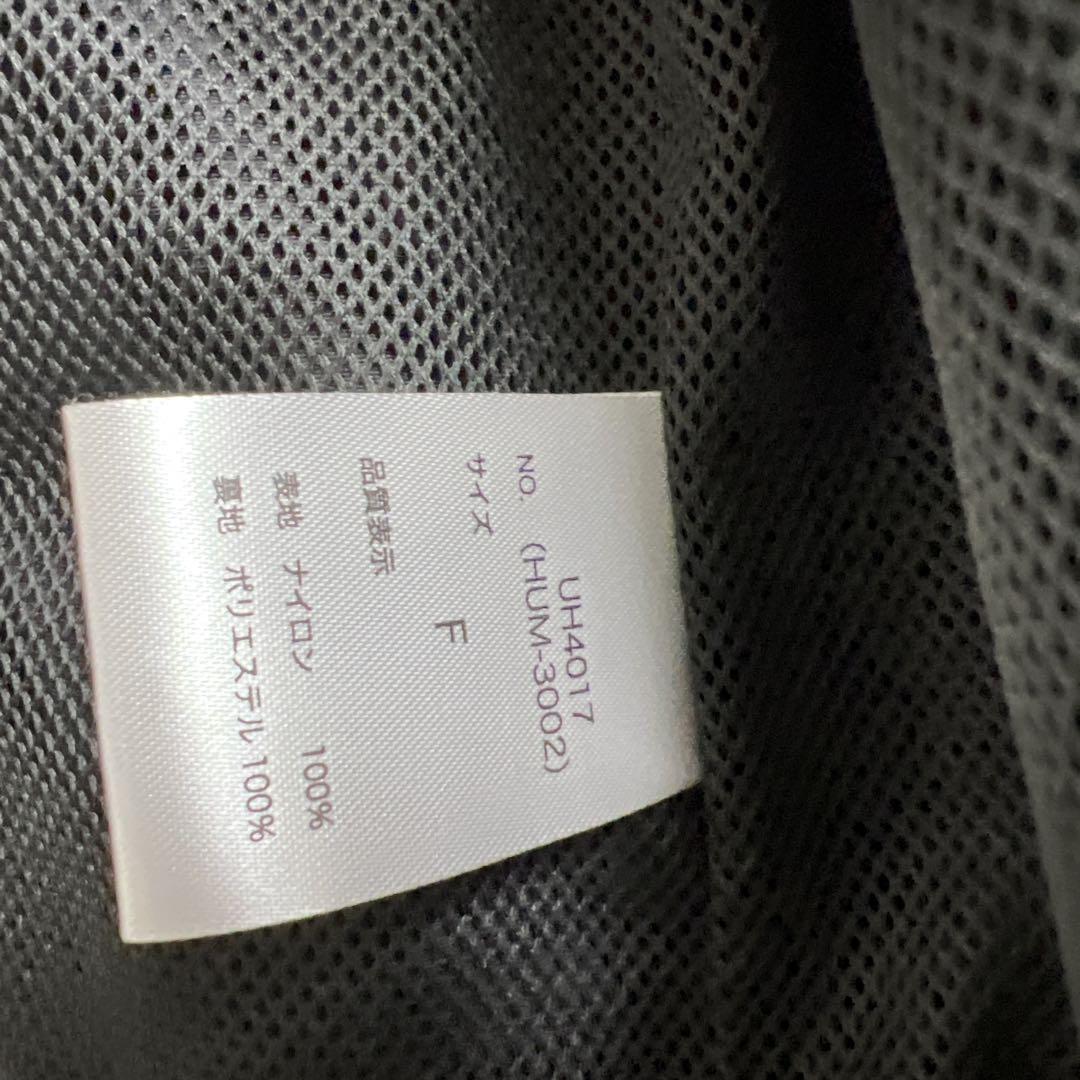 NO. UH4017
(HUM-3002)
サイズ
F
品質表示
表地 ナイロン 100%
裏地 ポリエステル 100%